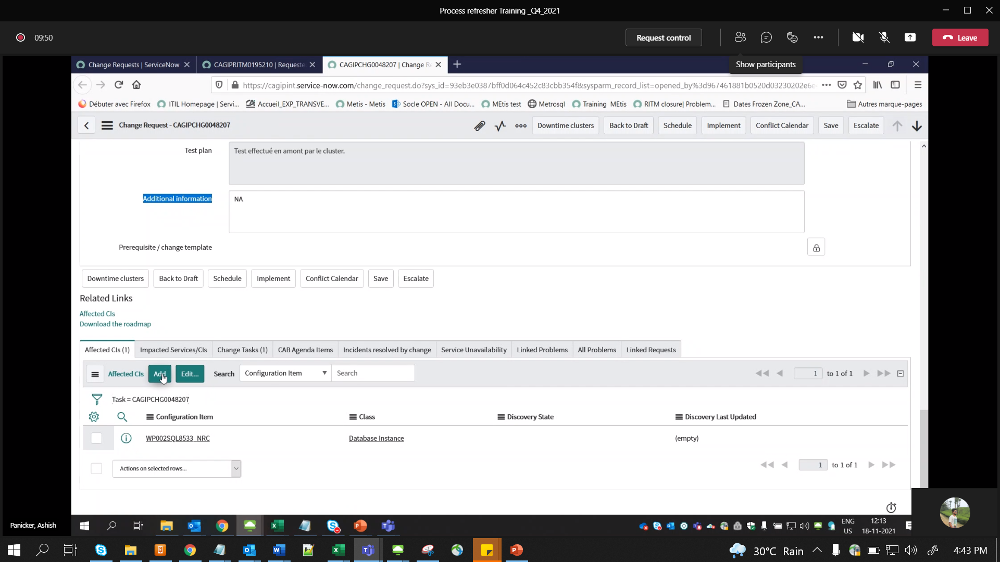 Process refresher Training _Q4_2021
09:50
Request control
Leave
Show participants
Change Requests | ServiceNow
CAGIPRITM0195210 | Requeste
CAGIPCHG0048207 | Change R
https://cagipint.service-now.com/change_request.do?sys_id=93eb3e0387bff0d064c452c83cbb354f&sysparm_record_list=opened_by%3d967461881b0520d03230202e6e
Débuter avec Firefox
ITIL Homepage | Servi...
Accueil_EXP_TRANSVE...
Metis - Metis
Socle OPEN - All Docu...
MEtis test
Metrosql
Training MEtis
RITM closure| Problem...
Dates Frozen Zone_CA...
Autres marque-pages
Change Request - CAGIPCHG0048207
Downtime clusters
Back to Draft
Schedule
Implement
Conflict Calendar
Save
Escalate
Test plan
Test effectué en amont par le cluster.
Additional information
NA
Prerequisite / change template
Downtime clusters
Back to Draft
Schedule
Implement
Conflict Calendar
Save
Escalate
Related Links
Affected CIs
Download the roadmap
Affected CIs (1)
Impacted Services/CIs
Change Tasks (1)
CAB Agenda Items
Incidents resolved by change
Service Unavailability
Linked Problems
All Problems
Linked Requests
Affected CIs
Add
Edit...
Search
Configuration Item
Search
1 to 1 of 1
Task = CAGIPCHG0048207
Configuration Item
Class
Discovery State
Discovery Last Updated
WP002SQL8533_NRC
Database Instance
(empty)
Actions on selected rows...
1 to 1 of 1
Panicker, Ashish
ENG
US
12:13
18-11-2021
30°C Rain
4:43 PM